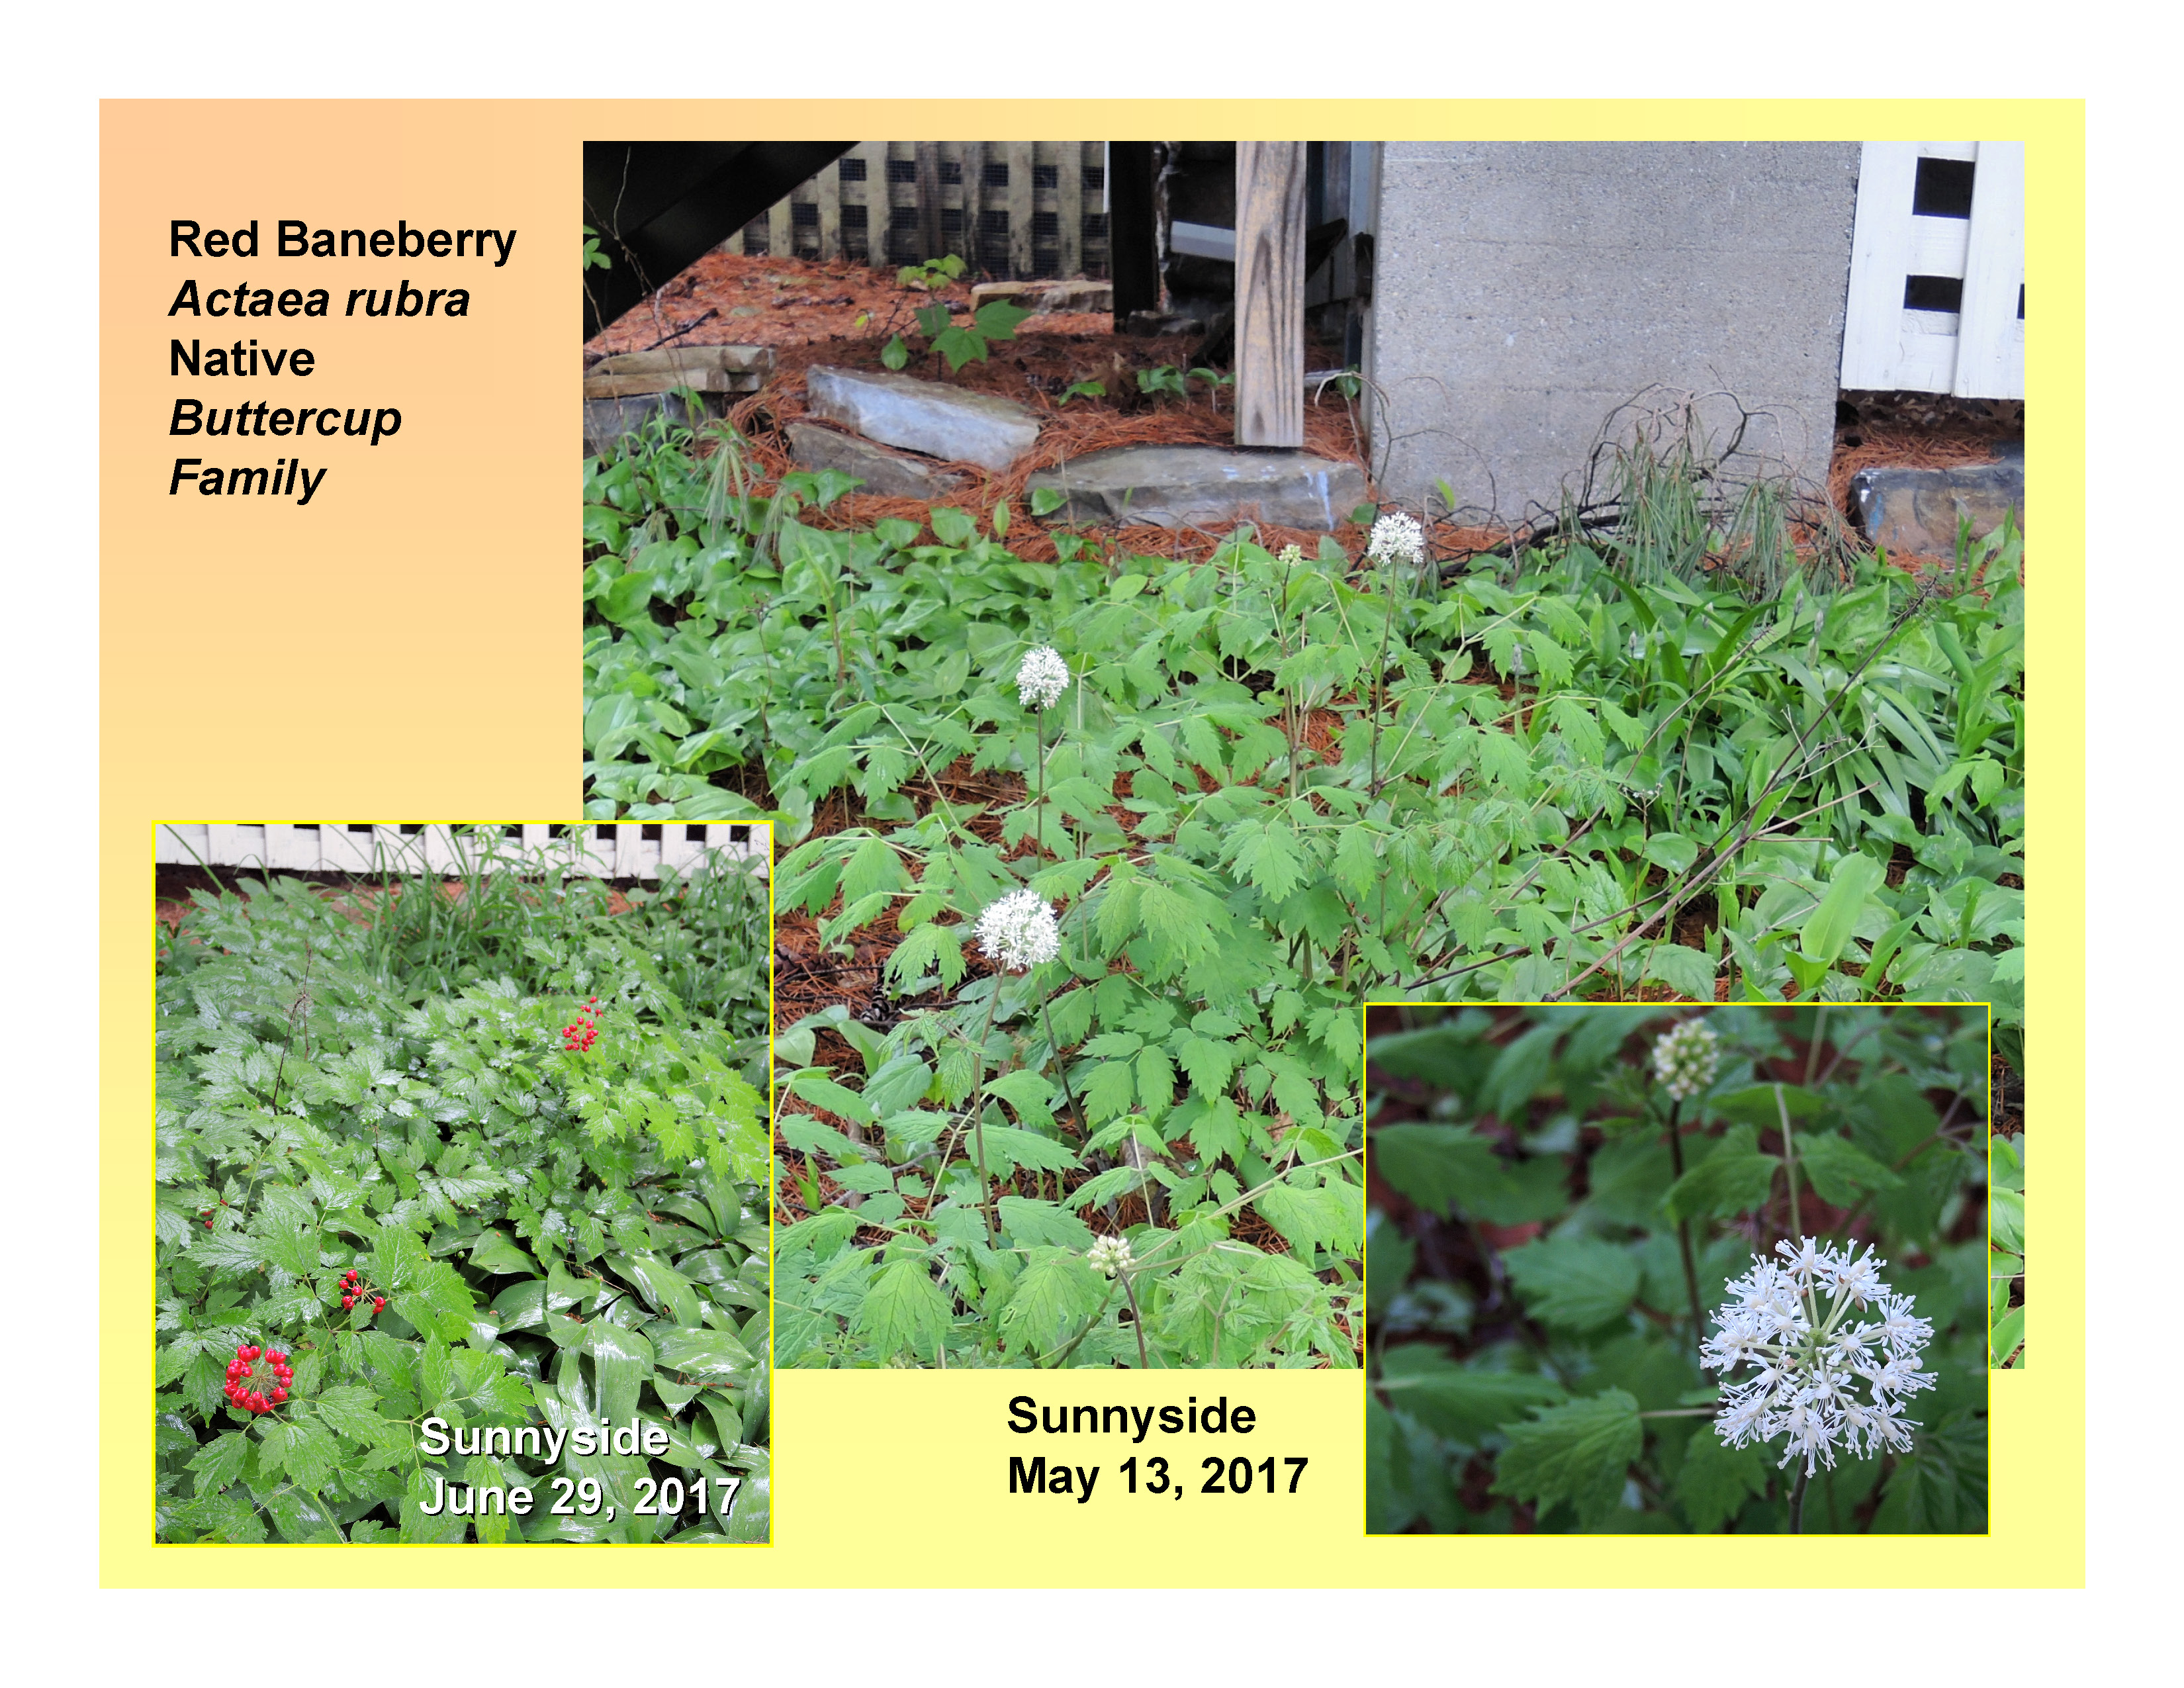 Red Baneberry
Actaea rubra
Native
Buttercup
Family
Sunnyside
June 29, 2017
Sunnyside
May 13, 2017